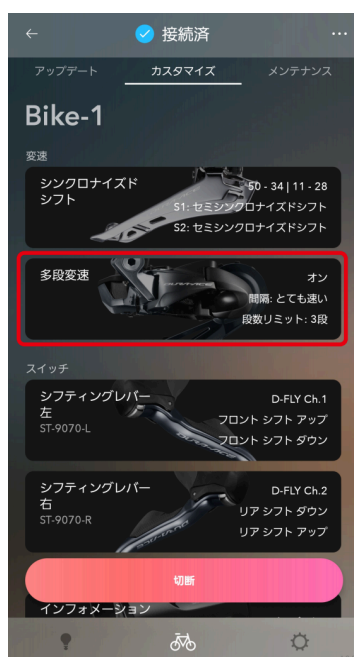 接続済
アップデート
カスタマイズ
メンテナンス
Bike-1
変速
シンクロナイズド
シフト
50 - 34 | 11 - 28
S1: セミシンクロナイズドシフト
S2: セミシンクロナイズドシフト
多段変速
オン
間隔: とても速い
段数リミット: 3段
スイッチ
シフティングレバー
左
ST-9070-L
D-FLY Ch.1
フロント シフト アップ
フロント シフト ダウン
シフティングレバー
右
ST-9070-R
D-FLY Ch.2
リア シフト ダウン
リア シフト アップ
切断
インフォメーション